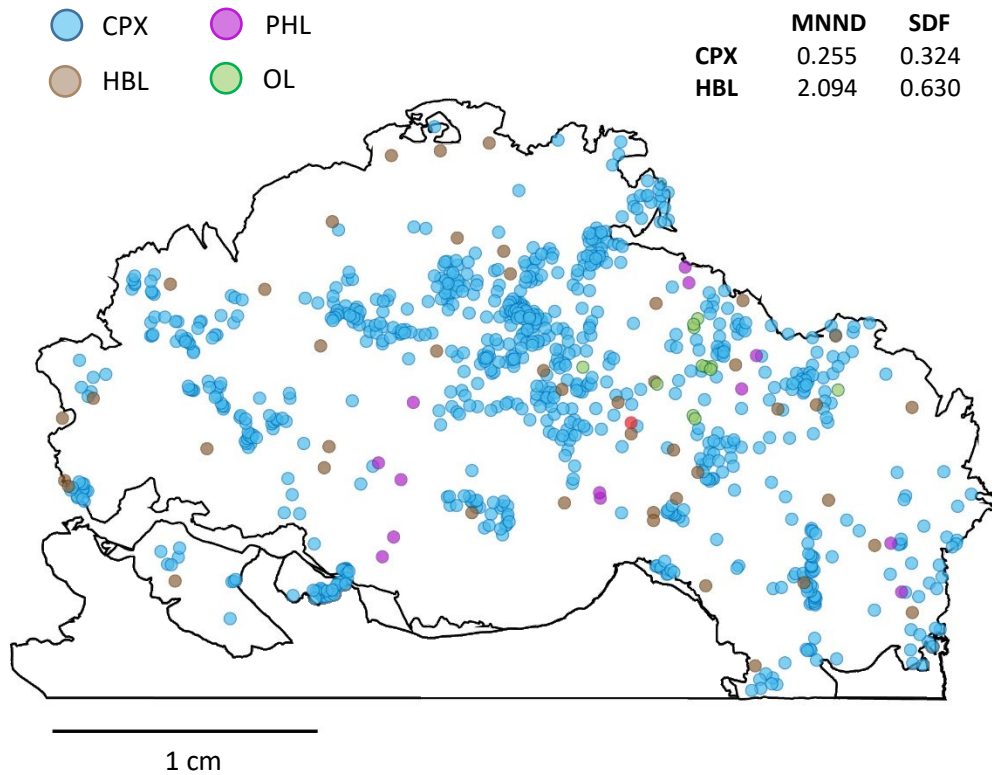 CPX PHL
HBL OL
MNND SDF
CPX 0.255 0.324
HBL 2.094 0.630
1 cm